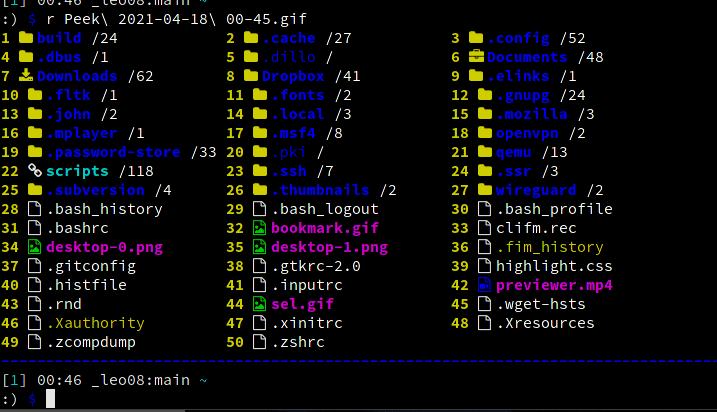 [1] 00:46 _leo08:main ~
:) $ r Peek\ 2021-04-18\ 00-45.gif
1 build /24 2 .cache /27 3 .config /52
4 .dbus /1 5 .dillo / 6 Documents /48
7 Downloads /62 8 Dropbox /41 9 .elinks /1
10 .fltk /1 11 .fonts /2 12 .gnupg /24
13 .john /2 14 .local /3 15 .mozilla /3
16 .mplayer /1 17 .msf4 /8 18 openvpn /2
19 .password-store /33 20 .pki / 21 qemu /13
22 scripts /118 23 .ssh /7 24 .ssr /3
25 .subversion /4 26 .thumbnails /2 27 wireguard /2
28 .bash_history 29 .bash_logout 30 .bash_profile
31 .bashrc 32 bookmark.gif 33 clifm.rec
34 desktop-0.png 35 desktop-1.png 36 .fim_history
37 .gitconfig 38 .gtkrc-2.0 39 highlight.css
40 .histfile 41 .inputrc 42 previewer.mp4
43 .rnd 44 sel.gif 45 .wget-hsts
46 .Xauthority 47 .xinitrc 48 .Xresources
49 .zcompdump 50 .zshrc
[1] 00:46 _leo08:main ~
:) $